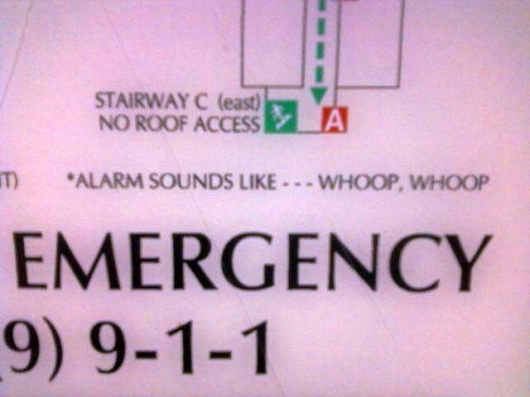 STAIRWAY C (east)
NO ROOF ACCESS
A
*ALARM SOUNDS LIKE - - - WHOOP, WHOOP
EMERGENCY
(9) 9-1-1